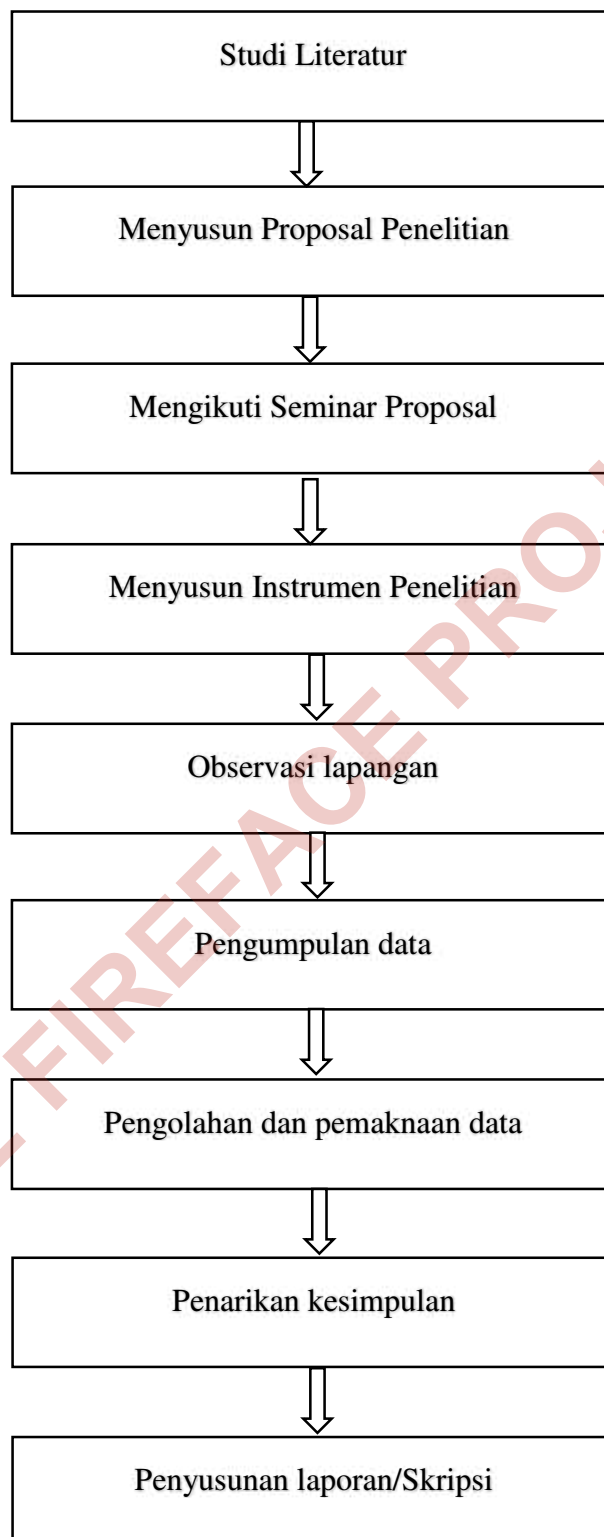 Studi Literatur
Menyusun Proposal Penelitian
Mengikuti Seminar Proposal
Menyusun Instrumen Penelitian
Observasi lapangan
Pengumpulan data
Pengolahan dan pemaknaan data
Penarikan kesimpulan
Penyusunan laporan/Skripsi
FIREFACE